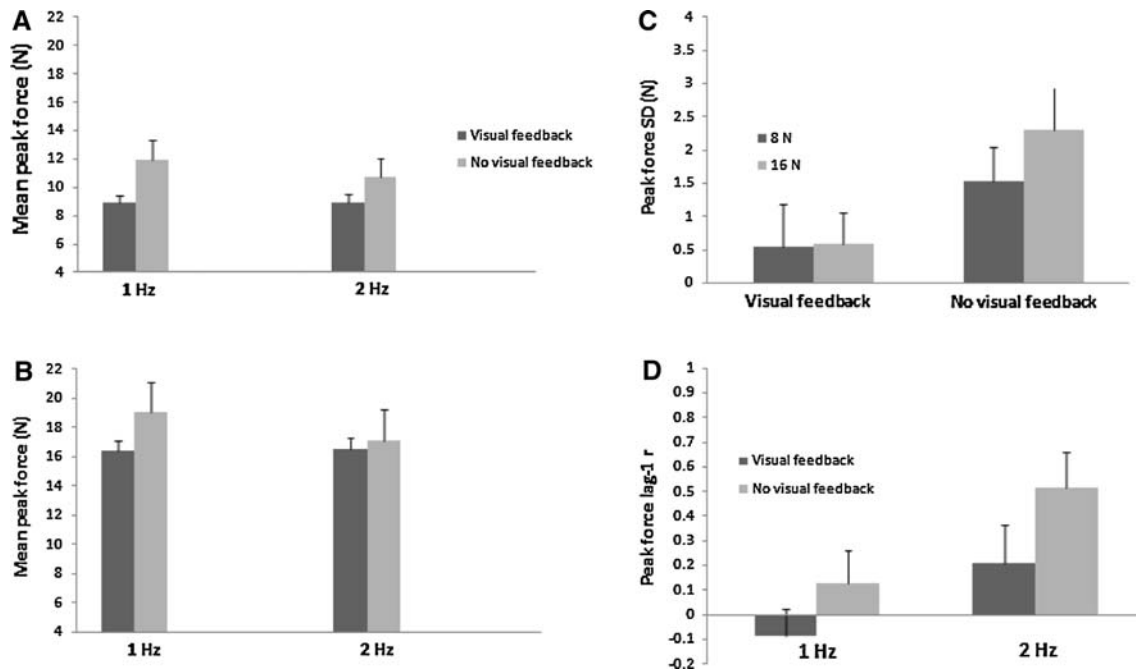 A
Mean peak force (N)
22
20
18
16
14
12
10
8
6
4
1 Hz
2 Hz
Visual feedback
No visual feedback
B
Mean peak force (N)
22
20
18
16
14
12
10
8
6
4
1 Hz
2 Hz
C
Peak force SD (N)
4
3.5
3
2.5
2
1.5
1
0.5
0
8 N
16 N
Visual feedback
No visual feedback
D
Peak force lag-1 r
1
0.9
0.8
0.7
0.6
0.5
0.4
0.3
0.2
0.1
0
-0.1
-0.2
Visual feedback
No visual feedback
1 Hz
2 Hz